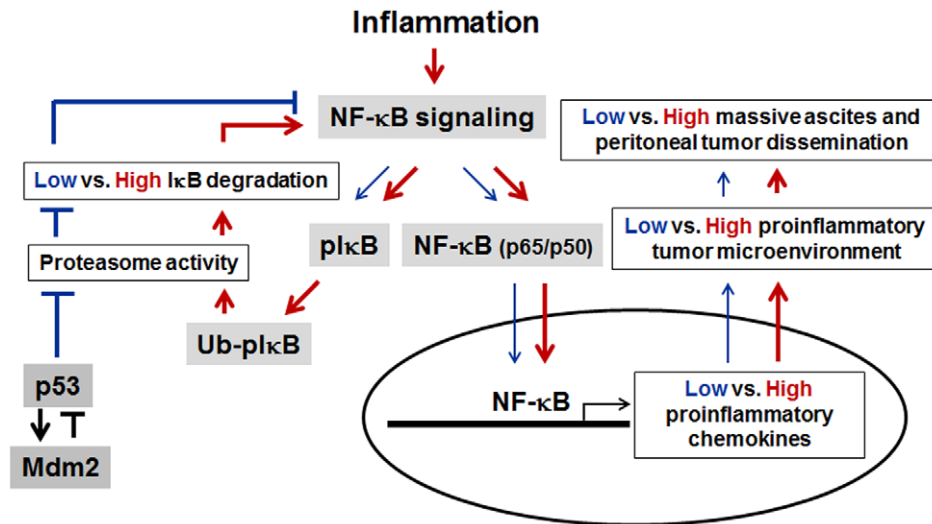 Inflammation
NF-κB signaling
Low vs. High massive ascites and
peritoneal tumor dissemination
Low vs. High IκB degradation
pIκB
NF-κB (p65/p50)
Low vs. High proinflammatory
tumor microenvironment
Proteasome activity
Ub-pIκB
p53
Mdm2
NF-κB
Low vs. High
proinflammatory
chemokines